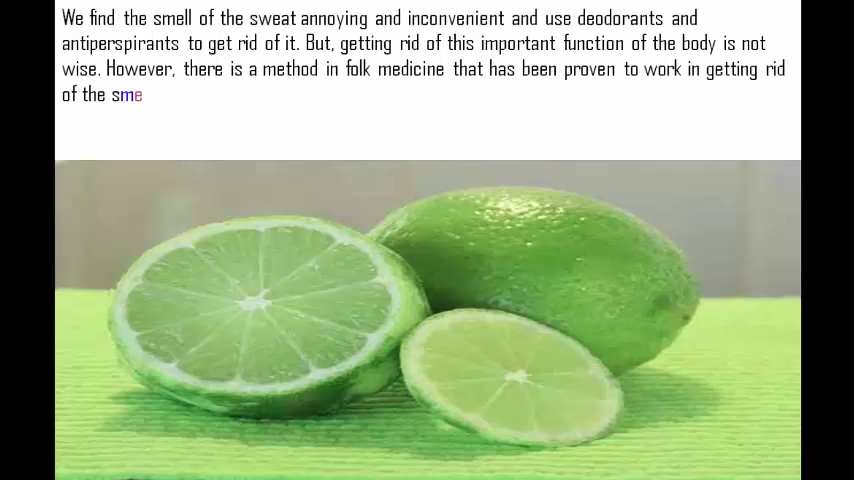 We find the smell of the sweat annoying and inconvenient and use deodorants and
antiperspirants to get rid of it. But, getting rid of this important function of the body is not
wise. However, there is a method in folk medicine that has been proven to work in getting rid
of the sme